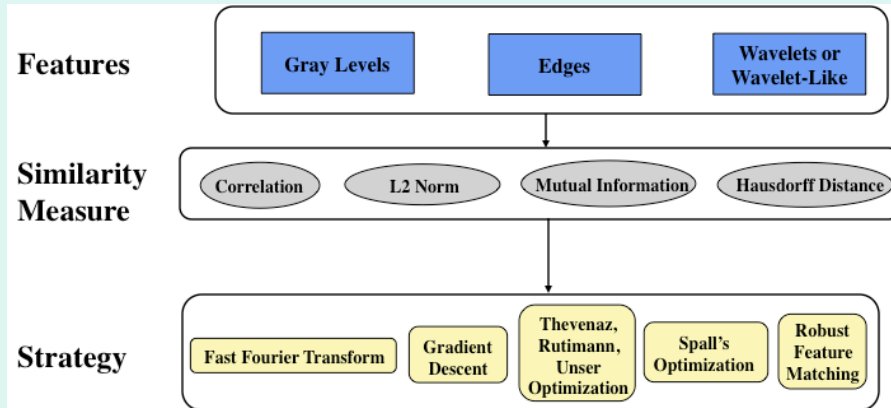 Features
Gray Levels
Edges
Wavelets or
Wavelet-Like
Similarity
Measure
Correlation
L2 Norm
Mutual Information
Hausdorff Distance
Strategy
Fast Fourier Transform
Gradient
Descent
Thevenaz,
Rutimann,
Unser
Optimization
Spall's
Optimization
Robust
Feature
Matching